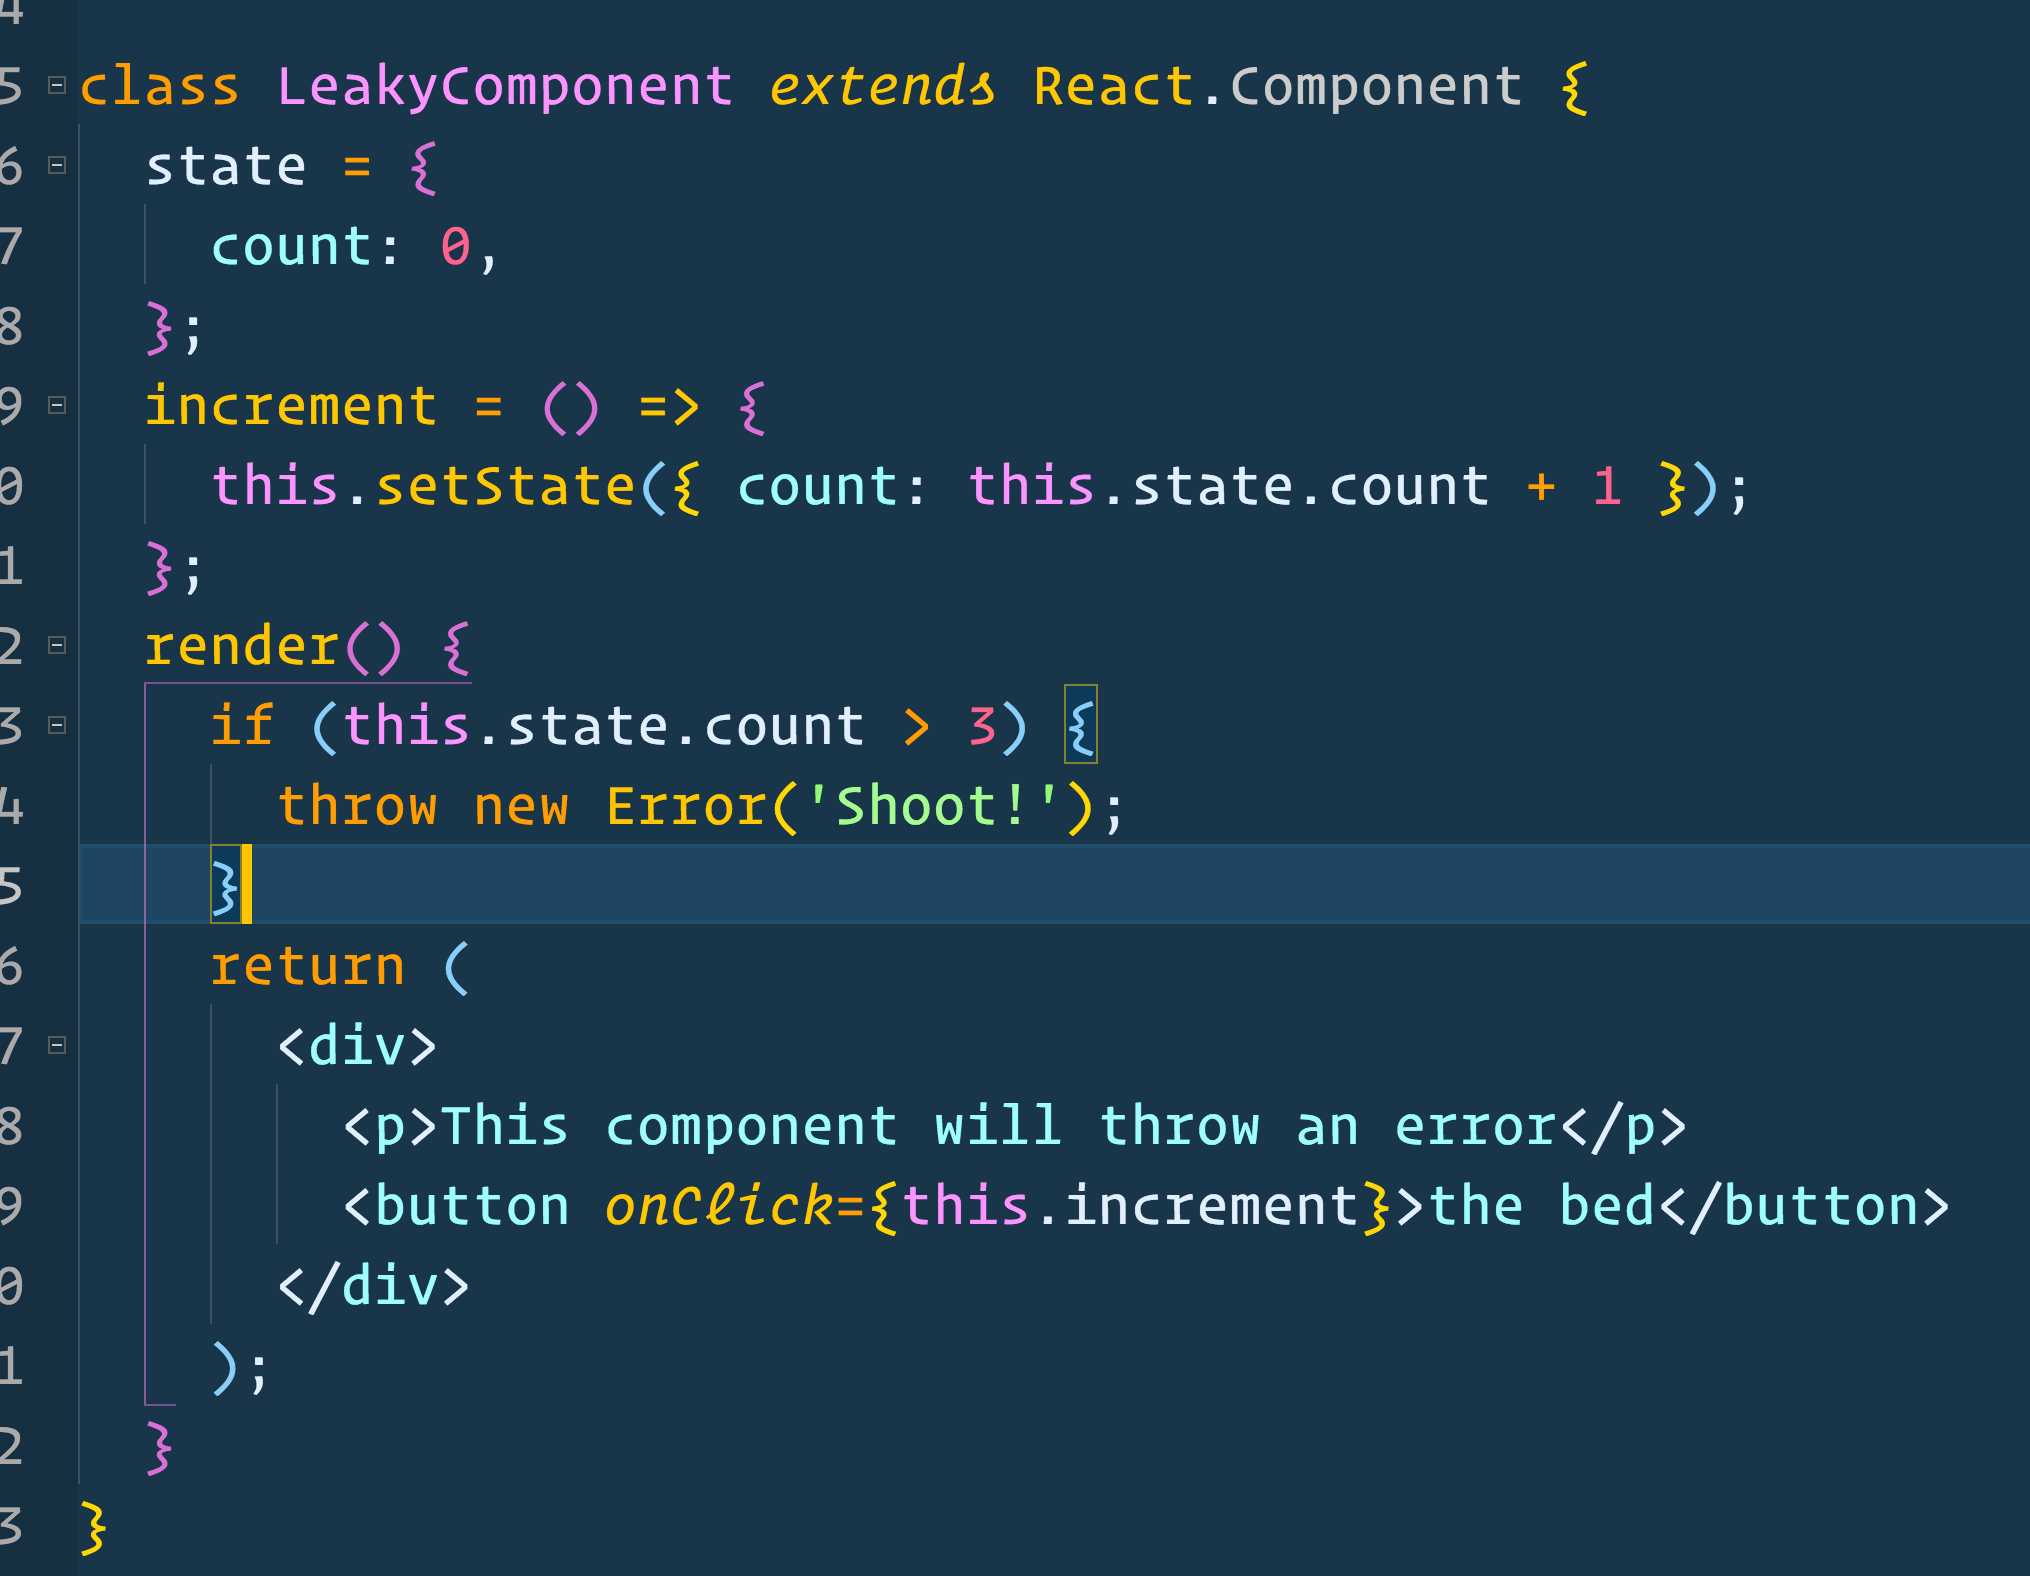 4
5 class LeakyComponent extends React.Component {
6   state = {
7     count: 0,
8   };
9   increment = () => {
0     this.setState({ count: this.state.count + 1 });
1   };
2   render() {
3     if (this.state.count > 3) {
4       throw new Error('Shoot!');
5     }
6     return (
7       <div>
8         <p>This component will throw an error</p>
9         <button onClick={this.increment}>the bed</button>
0       </div>
1     );
2   }
3 }